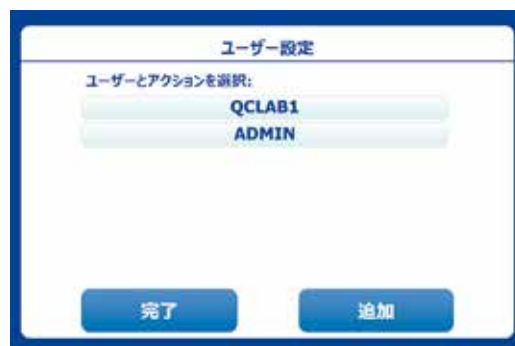 ユーザー設定
ユーザーとアクションを選択:
QCLAB1
ADMIN
完了
追加